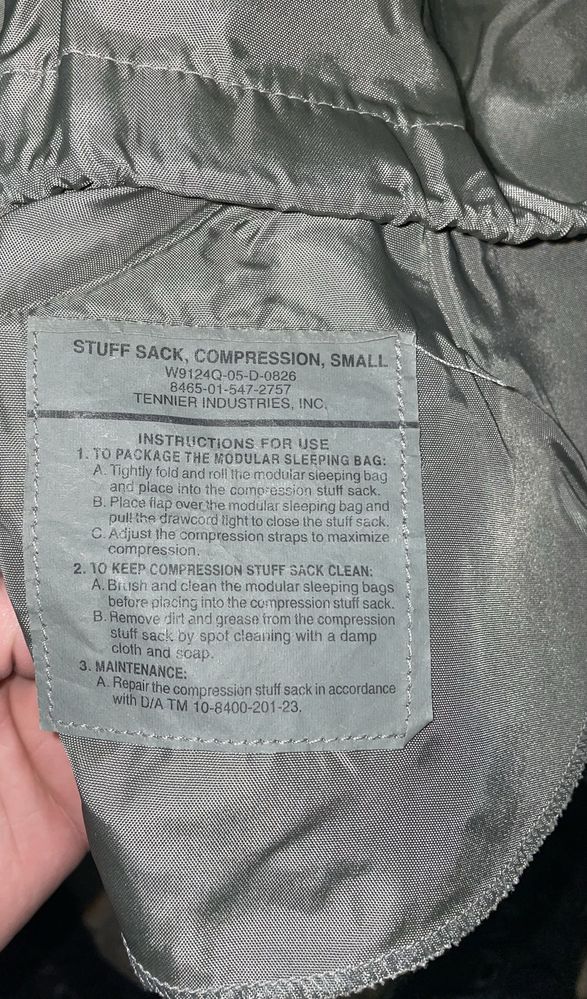 STUFF SACK, COMPRESSION, SMALL
W9124Q-05-D-0826
8465-01-547-2757
TENNIER INDUSTRIES, INC.
INSTRUCTIONS FOR USE
1. TO PACKAGE THE MODULAR SLEEPING BAG:
A. Tightly fold and roll the modular sleeping bag
and place into the compression stuff sack.
B. Place flap over the modular sleeping bag and
pull the drawcord tight to close the stuff sack.
C. Adjust the compression straps to maximize
compression.
2. TO KEEP COMPRESSION STUFF SACK CLEAN:
A. Brush and clean the modular sleeping bags
before placing into the compression stuff sack.
B. Remove dirt and grease from the compression
stuff sack by spot cleaning with a damp
cloth and soap.
3. MAINTENANCE:
A. Repair the compression stuff sack in accordance
with D/A TM 10-8400-201-23.